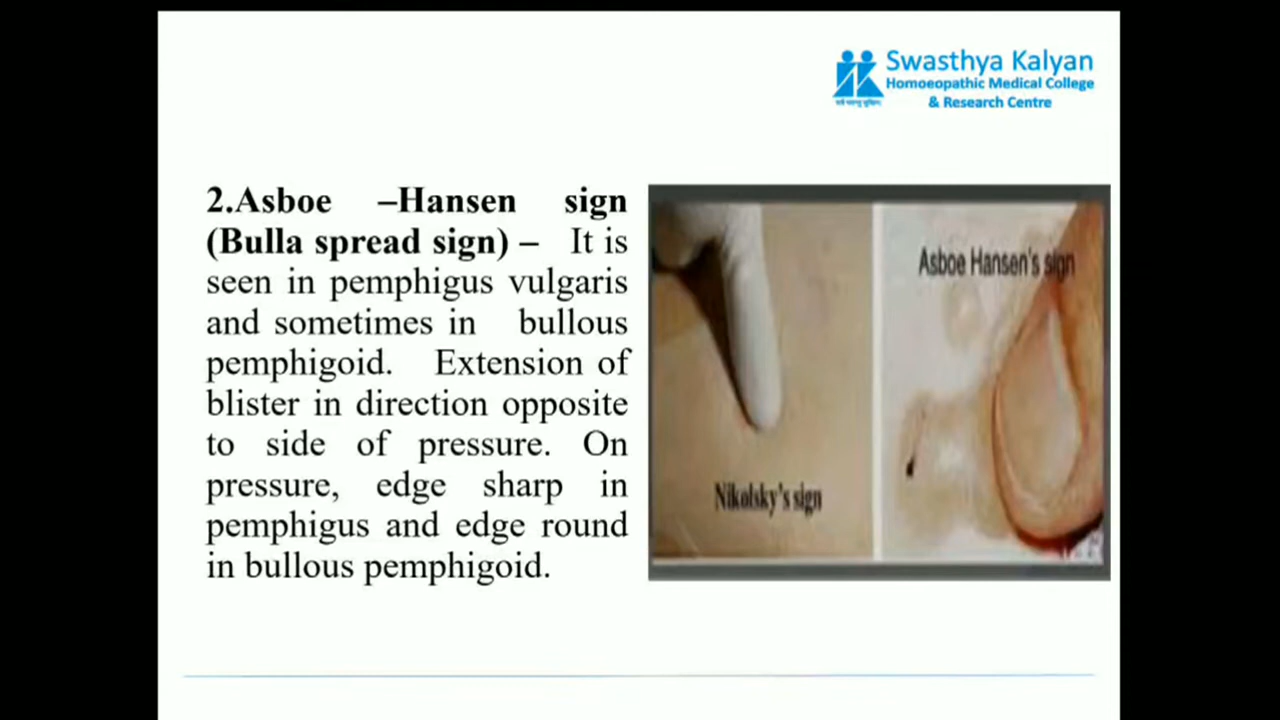 Swasthya Kalyan
Homoeopathic Medical College
& Research Centre
2.Asboe –Hansen sign
(Bulla spread sign) – It is
seen in pemphigus vulgaris
and sometimes in bullous
pemphigoid. Extension of
blister in direction opposite
to side of pressure. On
pressure, edge sharp in
pemphigus and edge round
in bullous pemphigoid.
Nikolsky's sign
Asboe Hansen's sign